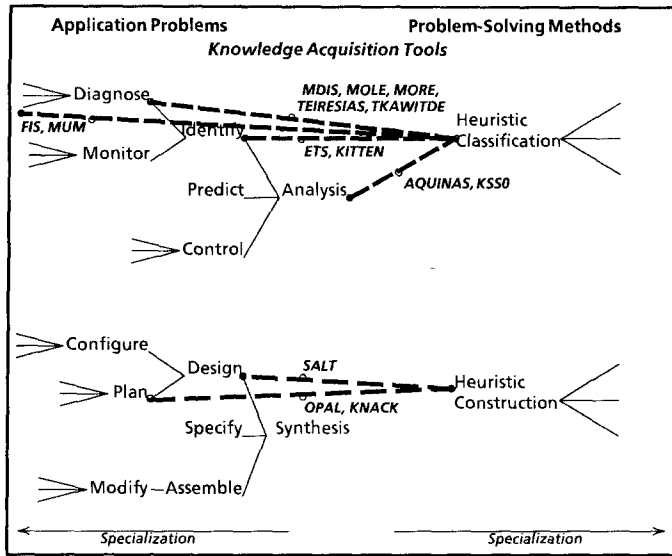 Application Problems
Problem-Solving Methods
Knowledge Acquisition Tools
Diagnose
MDIS, MOLE, MORE,
TEIRESIAS, TKAWITDE
FIS, MUM
Identify
Heuristic
Classification
Monitor
ETS, KITTEN
AQUINAS, KSS0
Predict
Analysis
Control
Configure
Design
SALT
Heuristic
Construction
Plan
OPAL, KNACK
Specify
Synthesis
Modify
Assemble
Specialization
Specialization